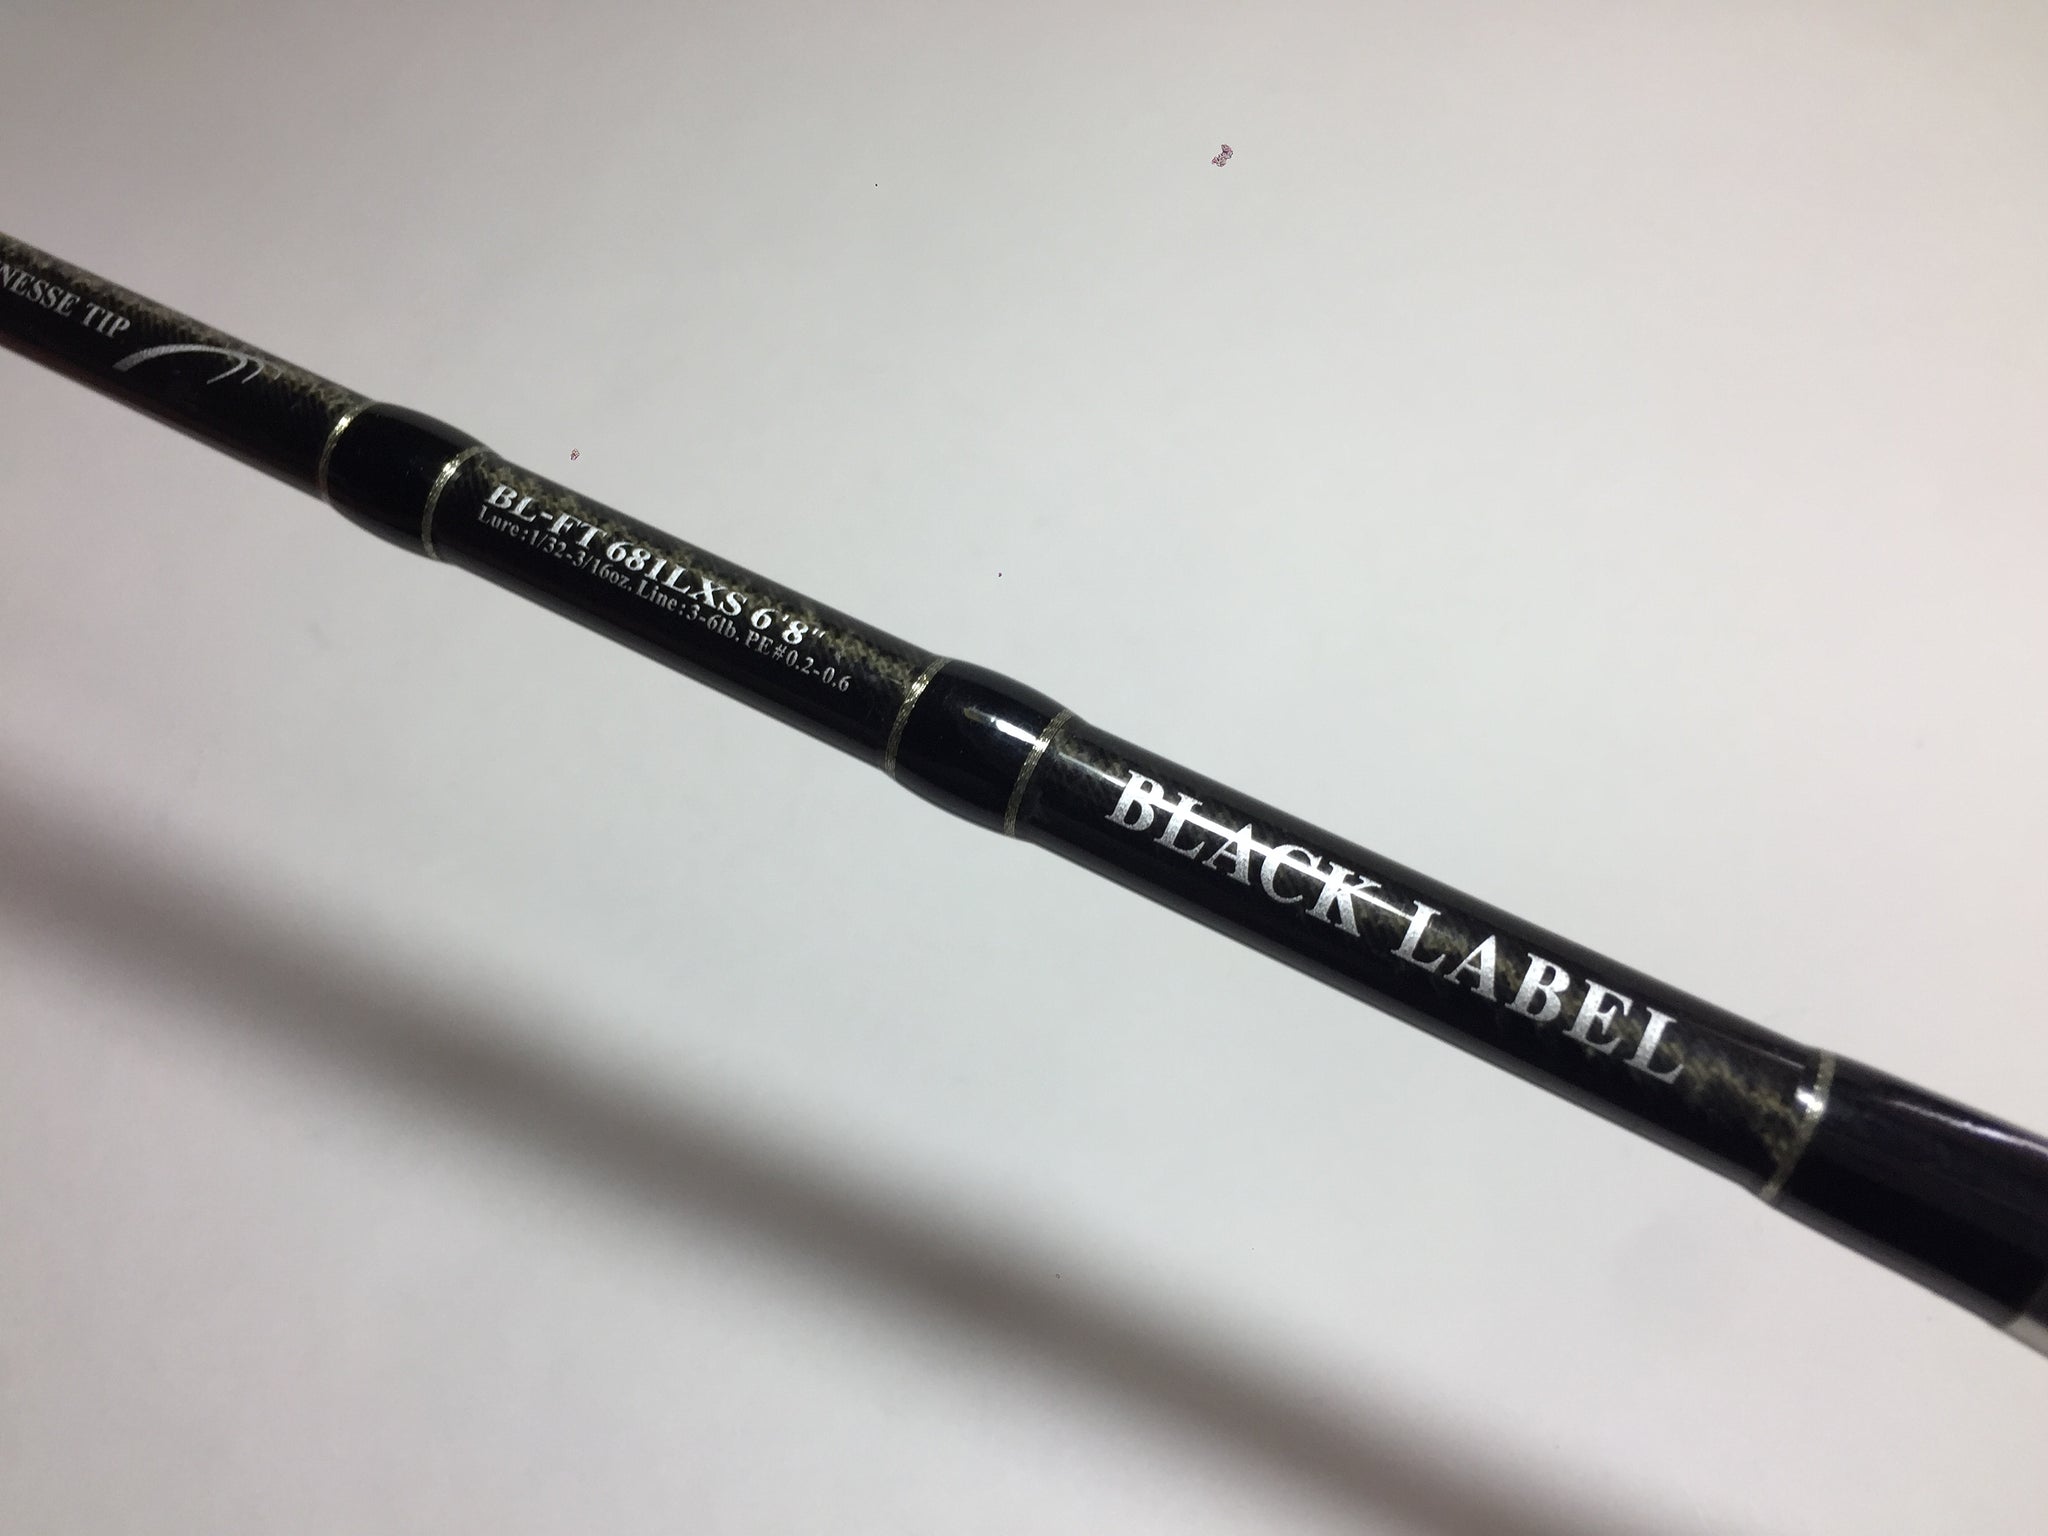 NESSE TIP
BL-FT 681LXS 6'8"
Lure:1/32-3/16oz. Line:3-6lb. PE#0.2-0.6
BLACK LABEL